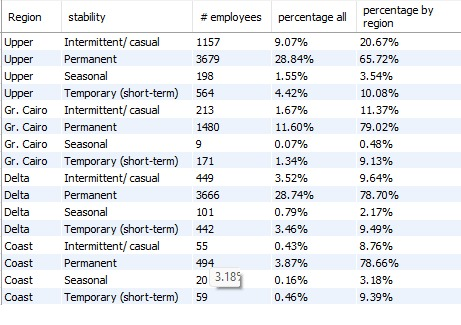 Region stability # employees percentage all percentage by region
Upper Intermittent/ casual 1157 9.07% 20.67%
Upper Permanent 3679 28.84% 65.72%
Upper Seasonal 198 1.55% 3.54%
Upper Temporary (short-term) 564 4.42% 10.08%
Gr. Cairo Intermittent/ casual 213 1.67% 11.37%
Gr. Cairo Permanent 1480 11.60% 79.02%
Gr. Cairo Seasonal 9 0.07% 0.48%
Gr. Cairo Temporary (short-term) 171 1.34% 9.13%
Delta Intermittent/ casual 449 3.52% 9.64%
Delta Permanent 3666 28.74% 78.70%
Delta Seasonal 101 0.79% 2.17%
Delta Temporary (short-term) 442 3.46% 9.49%
Coast Intermittent/ casual 55 0.43% 8.76%
Coast Permanent 494 3.87% 78.66%
Coast Seasonal 20 3.18% 0.16% 3.18%
Coast Temporary (short-term) 59 0.46% 9.39%